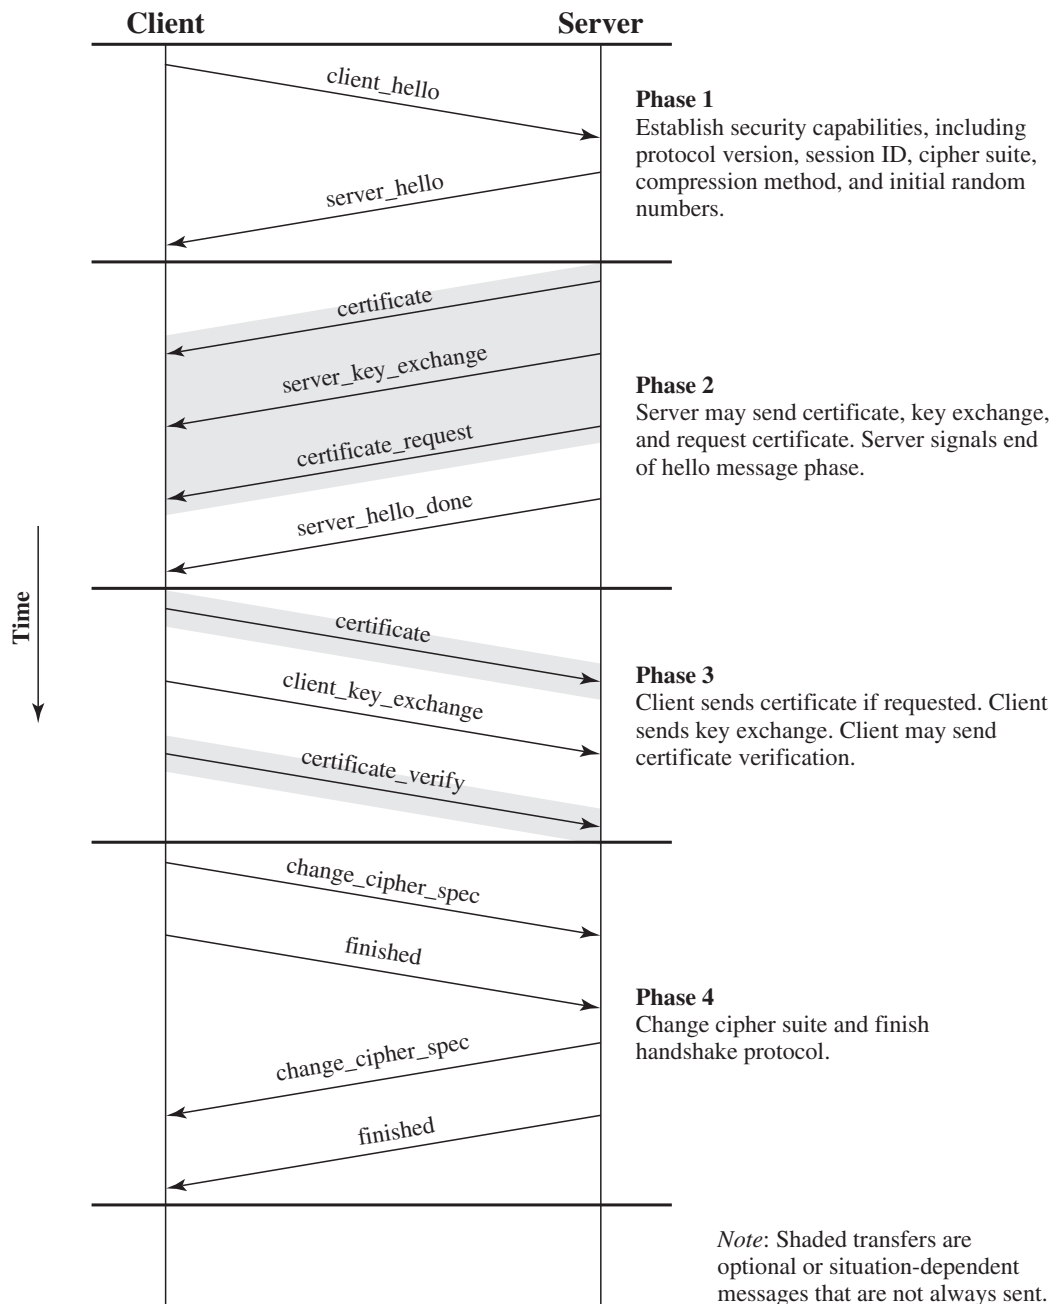 Client
Server
client_hello
Phase 1
Establish security capabilities, including
protocol version, session ID, cipher suite,
compression method, and initial random
numbers.
server_hello
certificate
server_key_exchange
certificate_request
server_hello_done
Phase 2
Server may send certificate, key exchange,
and request certificate. Server signals end
of hello message phase.
Time
certificate
client_key_exchange
certificate_verify
Phase 3
Client sends certificate if requested. Client
sends key exchange. Client may send
certificate verification.
change_cipher_spec
finished
change_cipher_spec
finished
Phase 4
Change cipher suite and finish
handshake protocol.
Note: Shaded transfers are
optional or situation-dependent
messages that are not always sent.